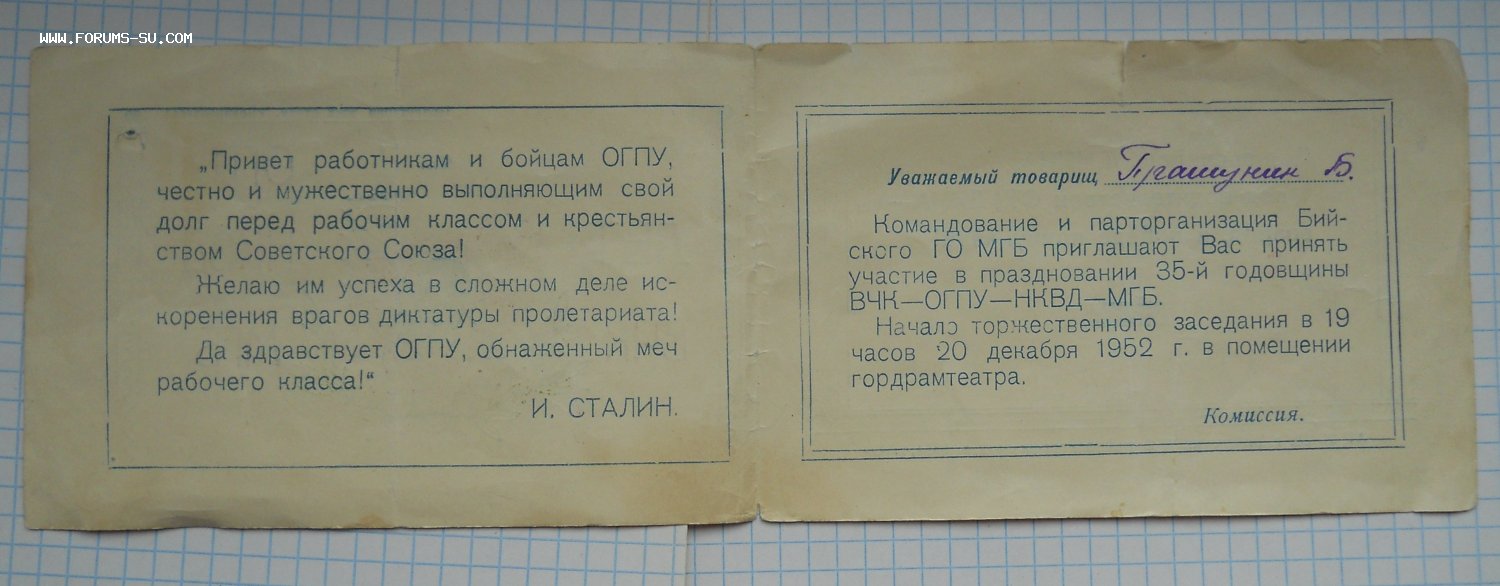 www.forums-su.com
„Привет работникам и бойцам ОГПУ,
честно и мужественно выполняющим свой
долг перед рабочим классом и крестьян-
ством Советского Союза!
Желаю им успеха в сложном деле ис-
коренения врагов диктатуры пролетариата!
Да здравствует ОГПУ, обнаженный меч
рабочего класса!“
И. СТАЛИН.
Уважаемый товарищ Прашунин Б.
Командование и парторганизация Бий-
ского ГО МГБ приглашают Вас принять
участие в праздновании 35-й годовщины
ВЧК—ОГПУ—НКВД—МГБ.
Начало торжественного заседания в 19
часов 20 декабря 1952 г. в помещении
гордрамтеатра.
Комиссия.